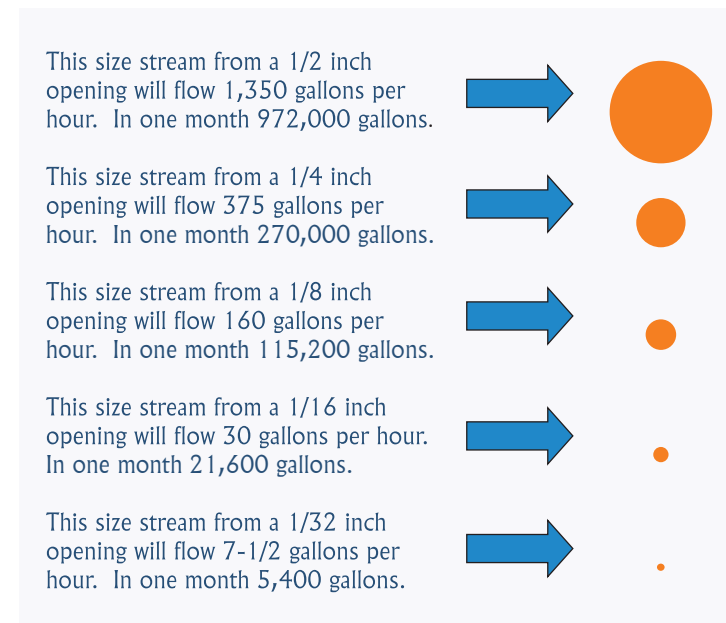 This size stream from a 1/2 inch
opening will flow 1,350 gallons per
hour.  In one month 972,000 gallons.
This size stream from a 1/4 inch
opening will flow 375 gallons per
hour.  In one month 270,000 gallons.
This size stream from a 1/8 inch
opening will flow 160 gallons per
hour.  In one month 115,200 gallons.
This size stream from a 1/16 inch
opening will flow 30 gallons per hour.
In one month 21,600 gallons.
This size stream from a 1/32 inch
opening will flow 7-1/2 gallons per
hour.  In one month 5,400 gallons.